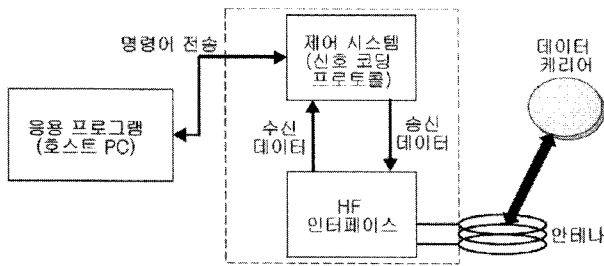 명령어 전송
제어 시스템
(신호 코딩
프로토콜)
데이터
케리어
응용 프로그램
(호스트 PC)
수신
데이터
송신
데이터
HF
인터페이스
안테나